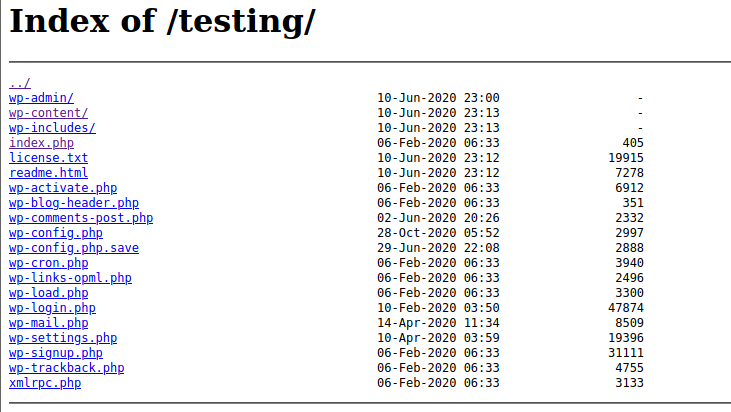 Index of /testing/
../
wp-admin/ 10-Jun-2020 23:00 -
wp-content/ 10-Jun-2020 23:13 -
wp-includes/ 10-Jun-2020 23:13 -
index.php 06-Feb-2020 06:33 405
license.txt 10-Jun-2020 23:12 19915
readme.html 10-Jun-2020 23:12 7278
wp-activate.php 06-Feb-2020 06:33 6912
wp-blog-header.php 06-Feb-2020 06:33 351
wp-comments-post.php 02-Jun-2020 20:26 2332
wp-config.php 28-Oct-2020 05:52 2997
wp-config.php.save 29-Jun-2020 22:08 2888
wp-cron.php 06-Feb-2020 06:33 3940
wp-links-opml.php 06-Feb-2020 06:33 2496
wp-load.php 06-Feb-2020 06:33 3300
wp-login.php 10-Feb-2020 03:50 47874
wp-mail.php 14-Apr-2020 11:34 8509
wp-settings.php 10-Apr-2020 03:59 19396
wp-signup.php 06-Feb-2020 06:33 31111
wp-trackback.php 06-Feb-2020 06:33 4755
xmlrpc.php 06-Feb-2020 06:33 3133